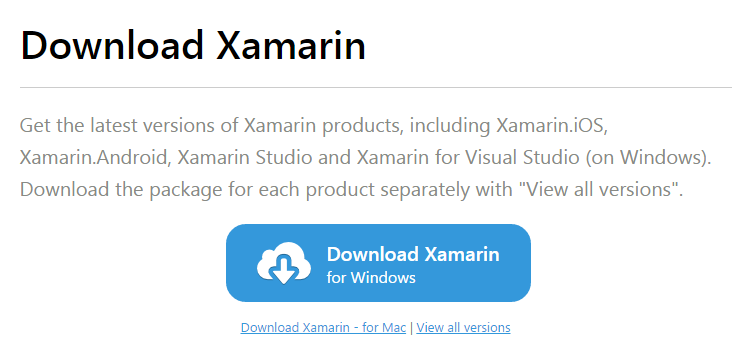 Download Xamarin
Get the latest versions of Xamarin products, including Xamarin.iOS,
Xamarin.Android, Xamarin Studio and Xamarin for Visual Studio (on Windows).
Download the package for each product separately with "View all versions".
Download Xamarin
for Windows
Download Xamarin - for Mac | View all versions